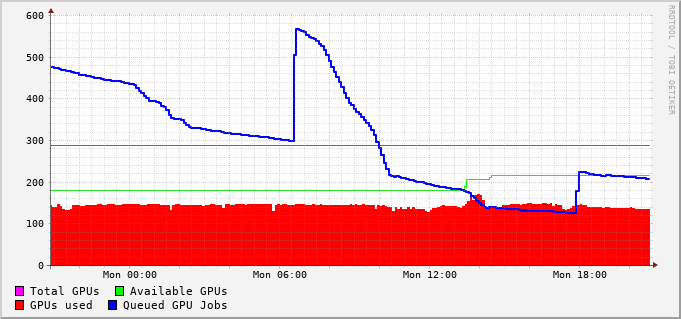 600
500
400
300
200
100
0
Mon 00:00 Mon 06:00 Mon 12:00 Mon 18:00
Total GPUs Available GPUs
GPUs used Queued GPU Jobs
RRDTOOL / TOBI OETIKER